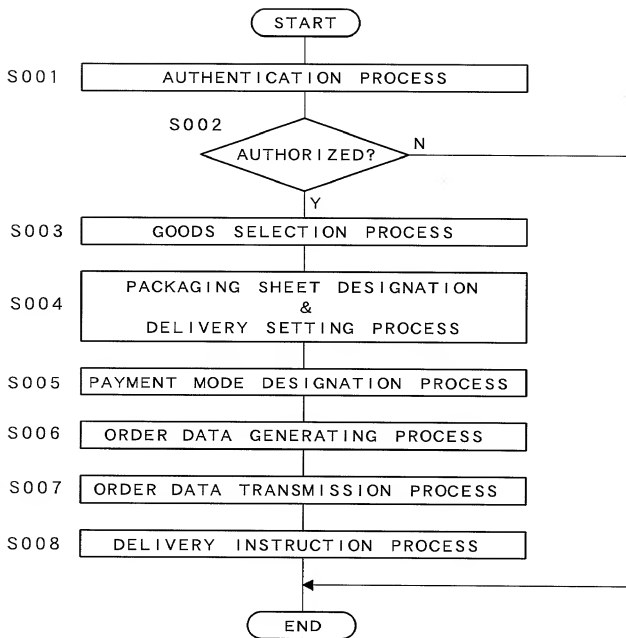 START
S001 AUTHENTICATION PROCESS
S002
AUTHORIZED? N
Y
S003 GOODS SELECTION PROCESS
S004 PACKAGING SHEET DESIGNATION
&
DELIVERY SETTING PROCESS
S005 PAYMENT MODE DESIGNATION PROCESS
S006 ORDER DATA GENERATING PROCESS
S007 ORDER DATA TRANSMISSION PROCESS
S008 DELIVERY INSTRUCTION PROCESS
END